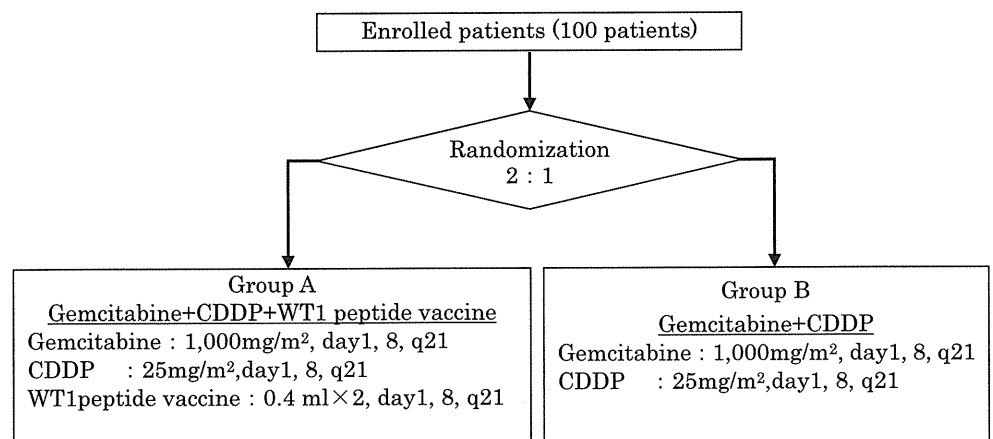 Enrolled patients (100 patients)
Randomization
2 : 1
Group A
Gemcitabine+CDDP+WT1 peptide vaccine
Gemcitabine : 1,000mg/m², day1, 8, q21
CDDP : 25mg/m²,day1, 8, q21
WT1peptide vaccine : 0.4 ml×2, day1, 8, q21
Group B
Gemcitabine+CDDP
Gemcitabine : 1,000mg/m², day1, 8, q21
CDDP : 25mg/m²,day1, 8, q21